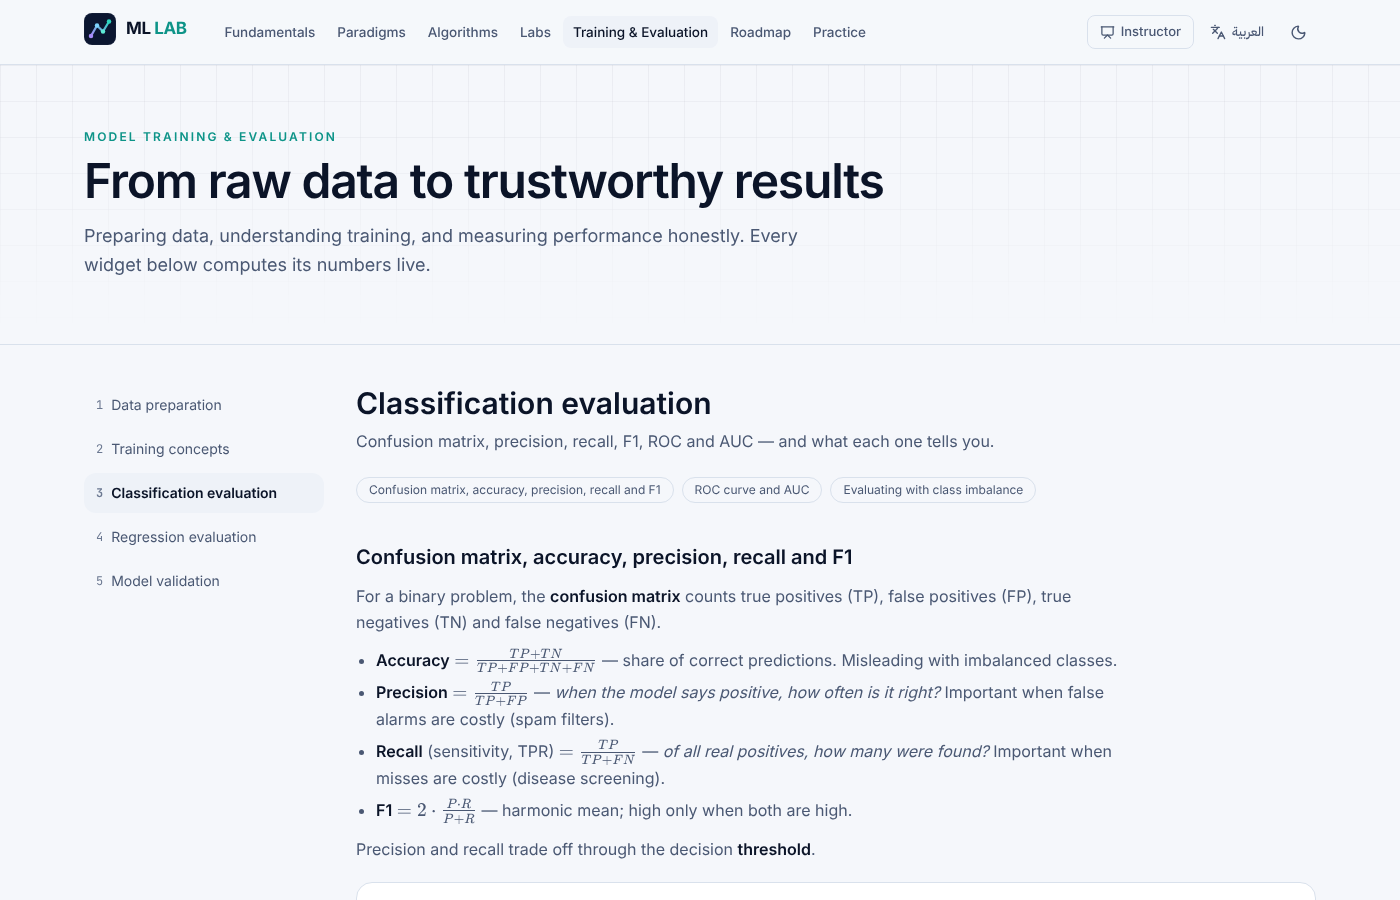 ML LAB
Fundamentals Paradigms Algorithms Labs Training & Evaluation Roadmap Practice
Instructor
العربية
MODEL TRAINING & EVALUATION
From raw data to trustworthy results
Preparing data, understanding training, and measuring performance honestly. Every
widget below computes its numbers live.
1 Data preparation
2 Training concepts
3 Classification evaluation
4 Regression evaluation
5 Model validation
Classification evaluation
Confusion matrix, precision, recall, F1, ROC and AUC — and what each one tells you.
Confusion matrix, accuracy, precision, recall and F1
ROC curve and AUC
Evaluating with class imbalance
Confusion matrix, accuracy, precision, recall and F1
For a binary problem, the confusion matrix counts true positives (TP), false positives (FP), true
negatives (TN) and false negatives (FN).
• Accuracy = TP+TN / TP+FP+TN+FN — share of correct predictions. Misleading with imbalanced classes.
• Precision = TP / TP+FP — when the model says positive, how often is it right? Important when false
alarms are costly (spam filters).
• Recall (sensitivity, TPR) = TP / TP+FN — of all real positives, how many were found? Important when
misses are costly (disease screening).
• F1 = 2 · P·R / P+R — harmonic mean; high only when both are high.
Precision and recall trade off through the decision threshold.